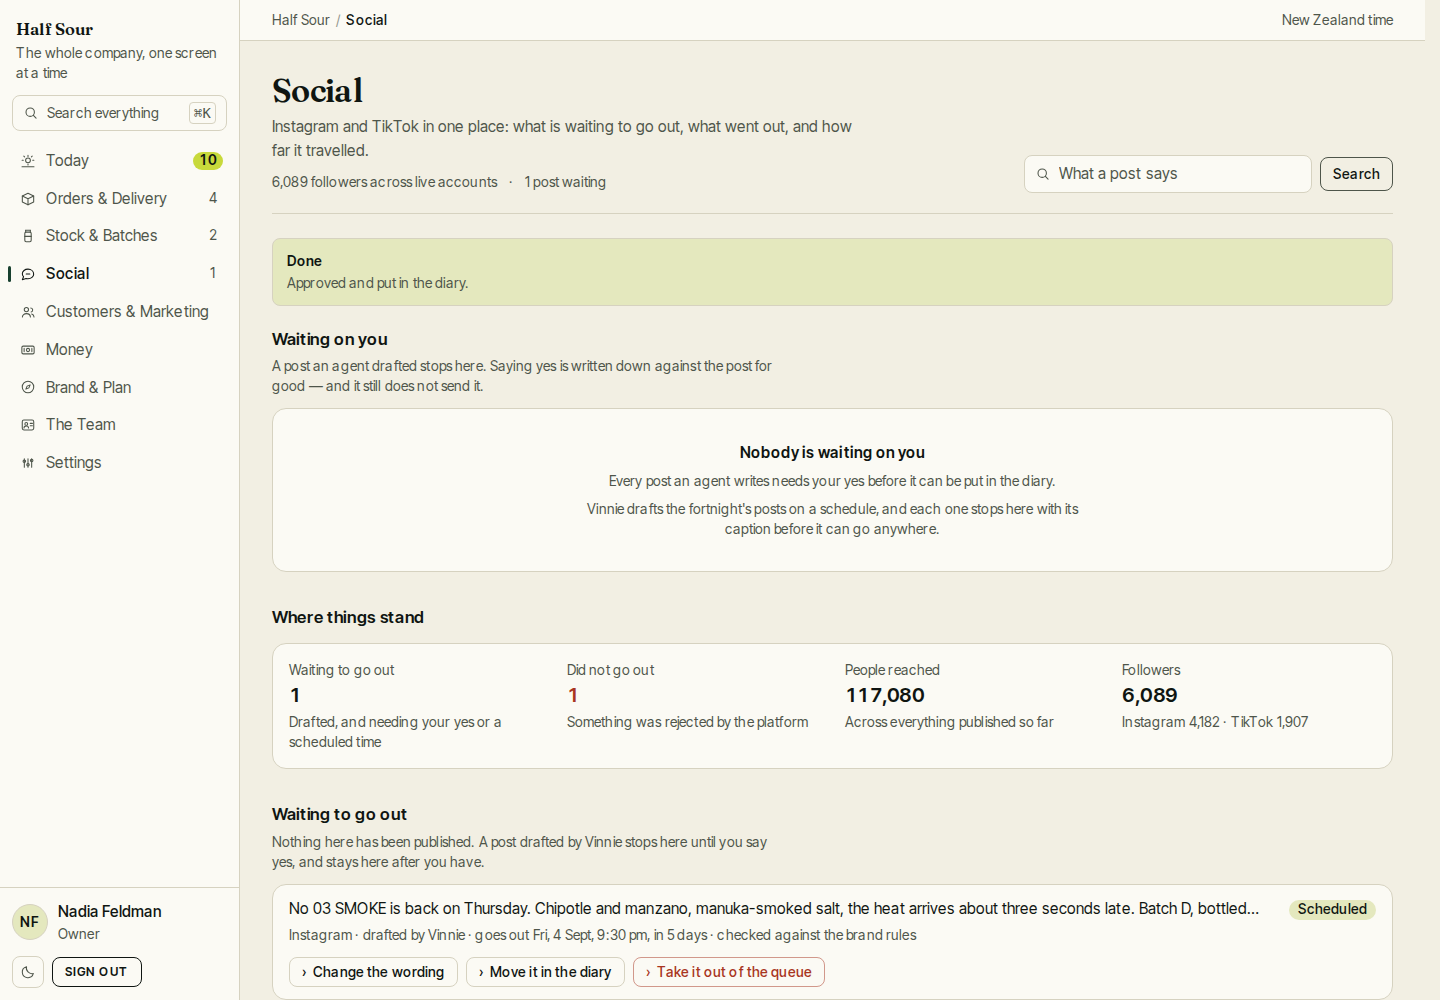 Half Sour
The whole company, one screen
at a time
Search everything ⌘K
Today 10
Orders & Delivery 4
Stock & Batches 2
Social 1
Customers & Marketing
Money
Brand & Plan
The Team
Settings
NF
Nadia Feldman
Owner
SIGN OUT
Half Sour / Social
New Zealand time
Social
Instagram and TikTok in one place: what is waiting to go out, what went out, and how
far it travelled.
6,089 followers across live accounts · 1 post waiting
What a post says
Search
Done
Approved and put in the diary.
Waiting on you
A post an agent drafted stops here. Saying yes is written down against the post for
good — and it still does not send it.
Nobody is waiting on you
Every post an agent writes needs your yes before it can be put in the diary.
Vinnie drafts the fortnight's posts on a schedule, and each one stops here with its
caption before it can go anywhere.
Where things stand
Waiting to go out
1
Drafted, and needing your yes or a
scheduled time
Did not go out
1
Something was rejected by the platform
People reached
117,080
Across everything published so far
Followers
6,089
Instagram 4,182 · TikTok 1,907
Waiting to go out
Nothing here has been published. A post drafted by Vinnie stops here until you say
yes, and stays here after you have.
No 03 SMOKE is back on Thursday. Chipotle and manzano, manuka-smoked salt, the heat arrives about three seconds late. Batch D, bottled…
Scheduled
Instagram · drafted by Vinnie · goes out Fri, 4 Sept, 9:30 pm, in 5 days · checked against the brand rules
› Change the wording
› Move it in the diary
› Take it out of the queue